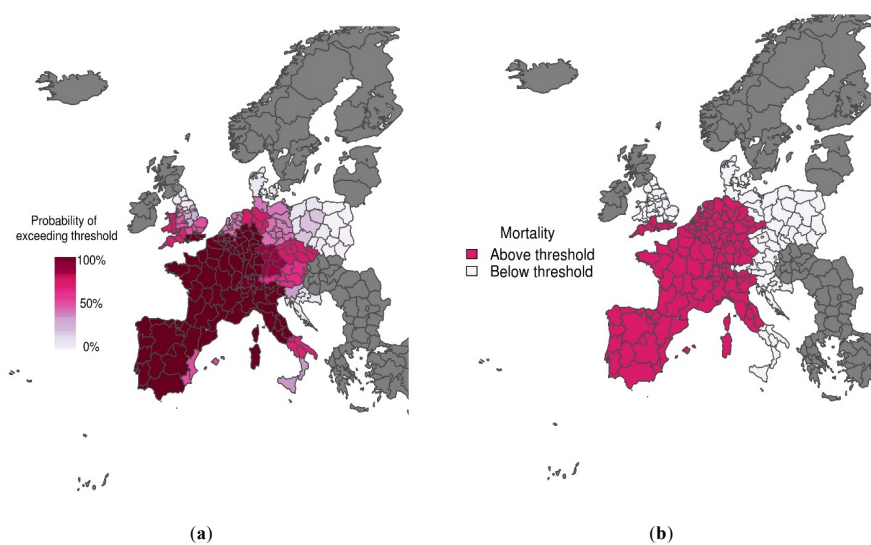 Probability of
exceeding threshold
100%
50%
0%
Mortality
Above threshold
Below threshold
(a)
(b)